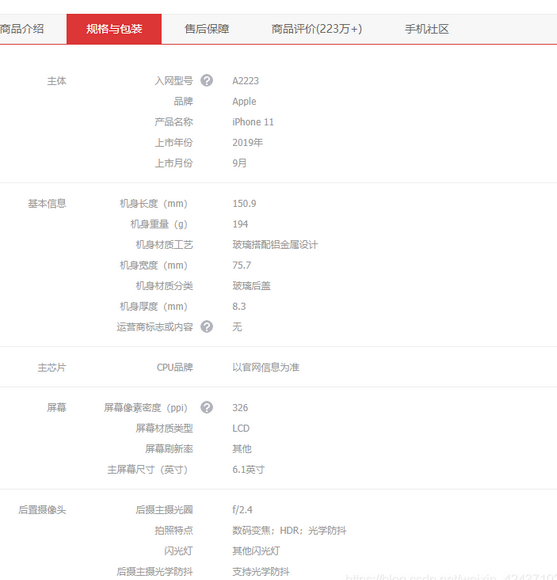 商品介绍 规格与包装 售后保障 商品评价(223万+) 手机社区
主体 入网型号 ? A2223
品牌 Apple
产品名称 iPhone 11
上市年份 2019年
上市月份 9月
基本信息 机身长度（mm） 150.9
机身重量（g） 194
机身材质工艺 玻璃搭配铝金属设计
机身宽度（mm） 75.7
机身材质分类 玻璃后盖
机身厚度（mm） 8.3
运营商标志或内容 ? 无
主芯片 CPU品牌 以官网信息为准
屏幕 屏幕像素密度（ppi） ? 326
屏幕材质类型 LCD
屏幕刷新率 其他
主屏幕尺寸（英寸） 6.1英寸
后置摄像头 后摄主摄光圈 f/2.4
拍照特点 数码变焦；HDR；光学防抖
闪光灯 其他闪光灯
后摄主摄光学防抖 支持光学防抖